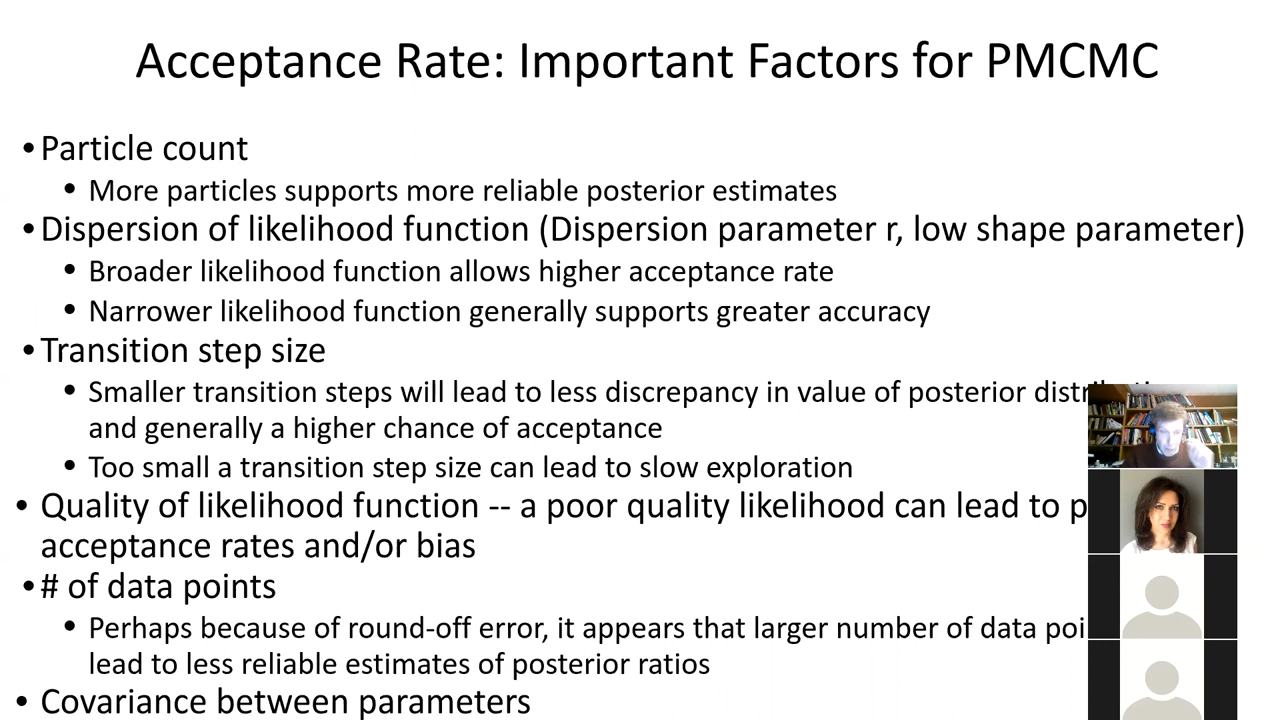 Acceptance Rate: Important Factors for PMCMC
•Particle count
• More particles supports more reliable posterior estimates
•Dispersion of likelihood function (Dispersion parameter r, low shape parameter)
• Broader likelihood function allows higher acceptance rate
• Narrower likelihood function generally supports greater accuracy
•Transition step size
• Smaller transition steps will lead to less discrepancy in value of posterior
and generally a higher chance of acceptance
• Too small a transition step size can lead to slow exploration
• Quality of likelihood function -- a poor quality likelihood can lead to
acceptance rates and/or bias
•# of data points
• Perhaps because of round-off error, it appears that larger number of data
lead to less reliable estimates of posterior ratios
• Covariance between parameters